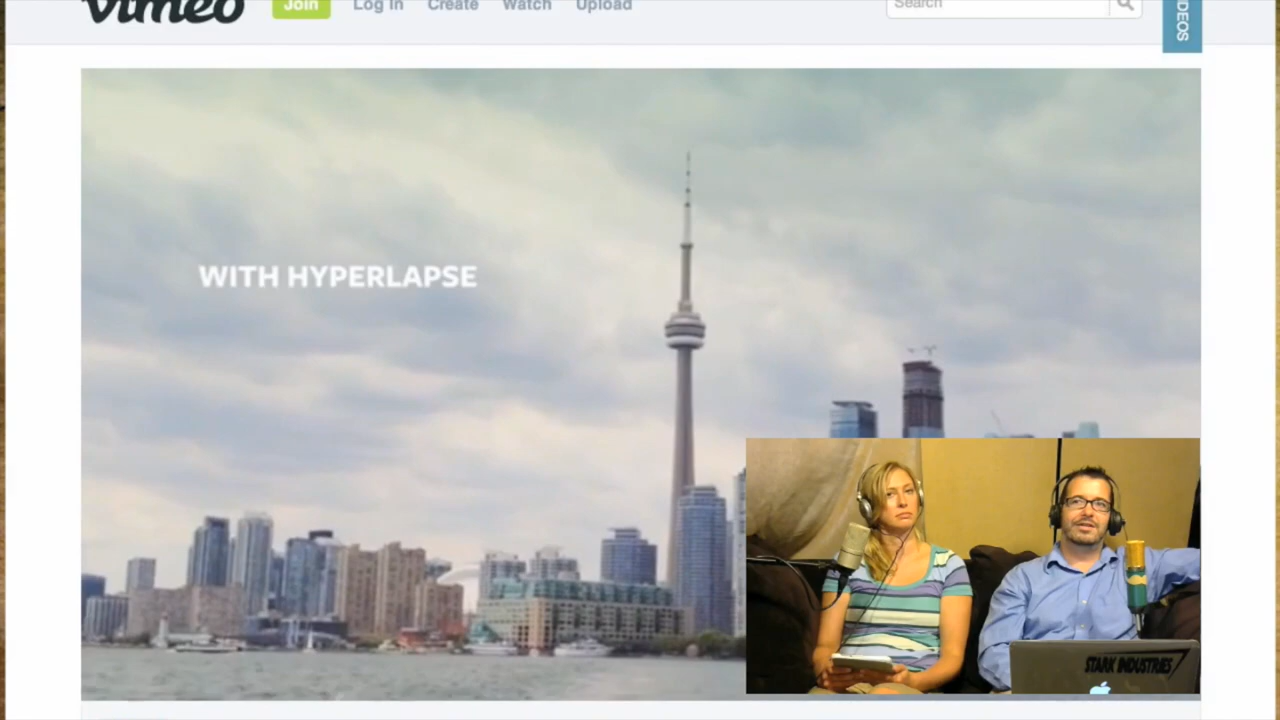 vimeo
Join
Log In
Create
Watch
Upload
Search
DEOS
WITH HYPERLAPSE
STARK INDUSTRIES